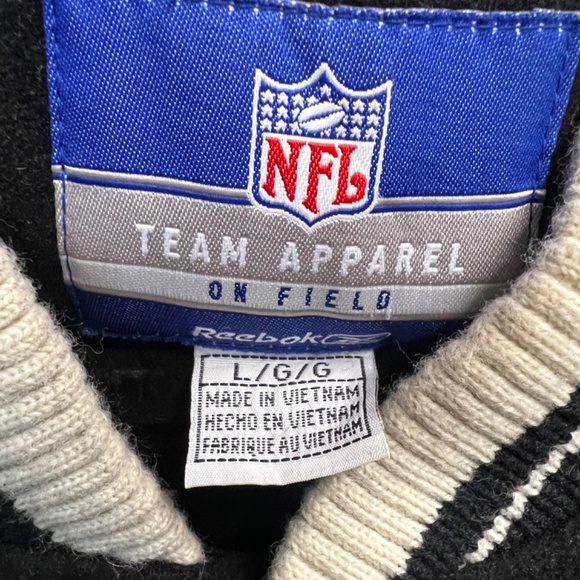 NFL
TEAM APPAREL
ON FIELD
Reebok
L/G/G
MADE IN VIETNAM
HECHO EN VIETNAM
FABRIQUE AU VIETNAM